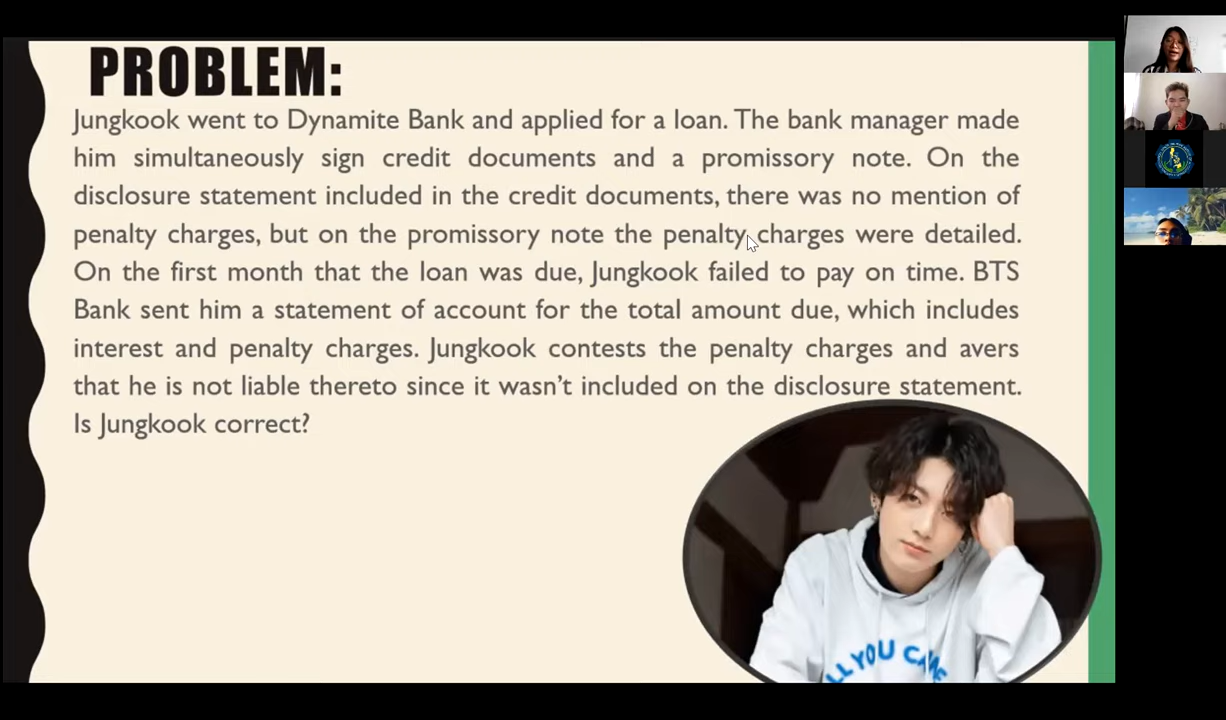 PROBLEM:
Jungkook went to Dynamite Bank and applied for a loan. The bank manager made
him simultaneously sign credit documents and a promissory note. On the
disclosure statement included in the credit documents, there was no mention of
penalty charges, but on the promissory note the penalty charges were detailed.
On the first month that the loan was due, Jungkook failed to pay on time. BTS
Bank sent him a statement of account for the total amount due, which includes
interest and penalty charges. Jungkook contests the penalty charges and avers
that he is not liable thereto since it wasn't included on the disclosure statement.
Is Jungkook correct?
YOU